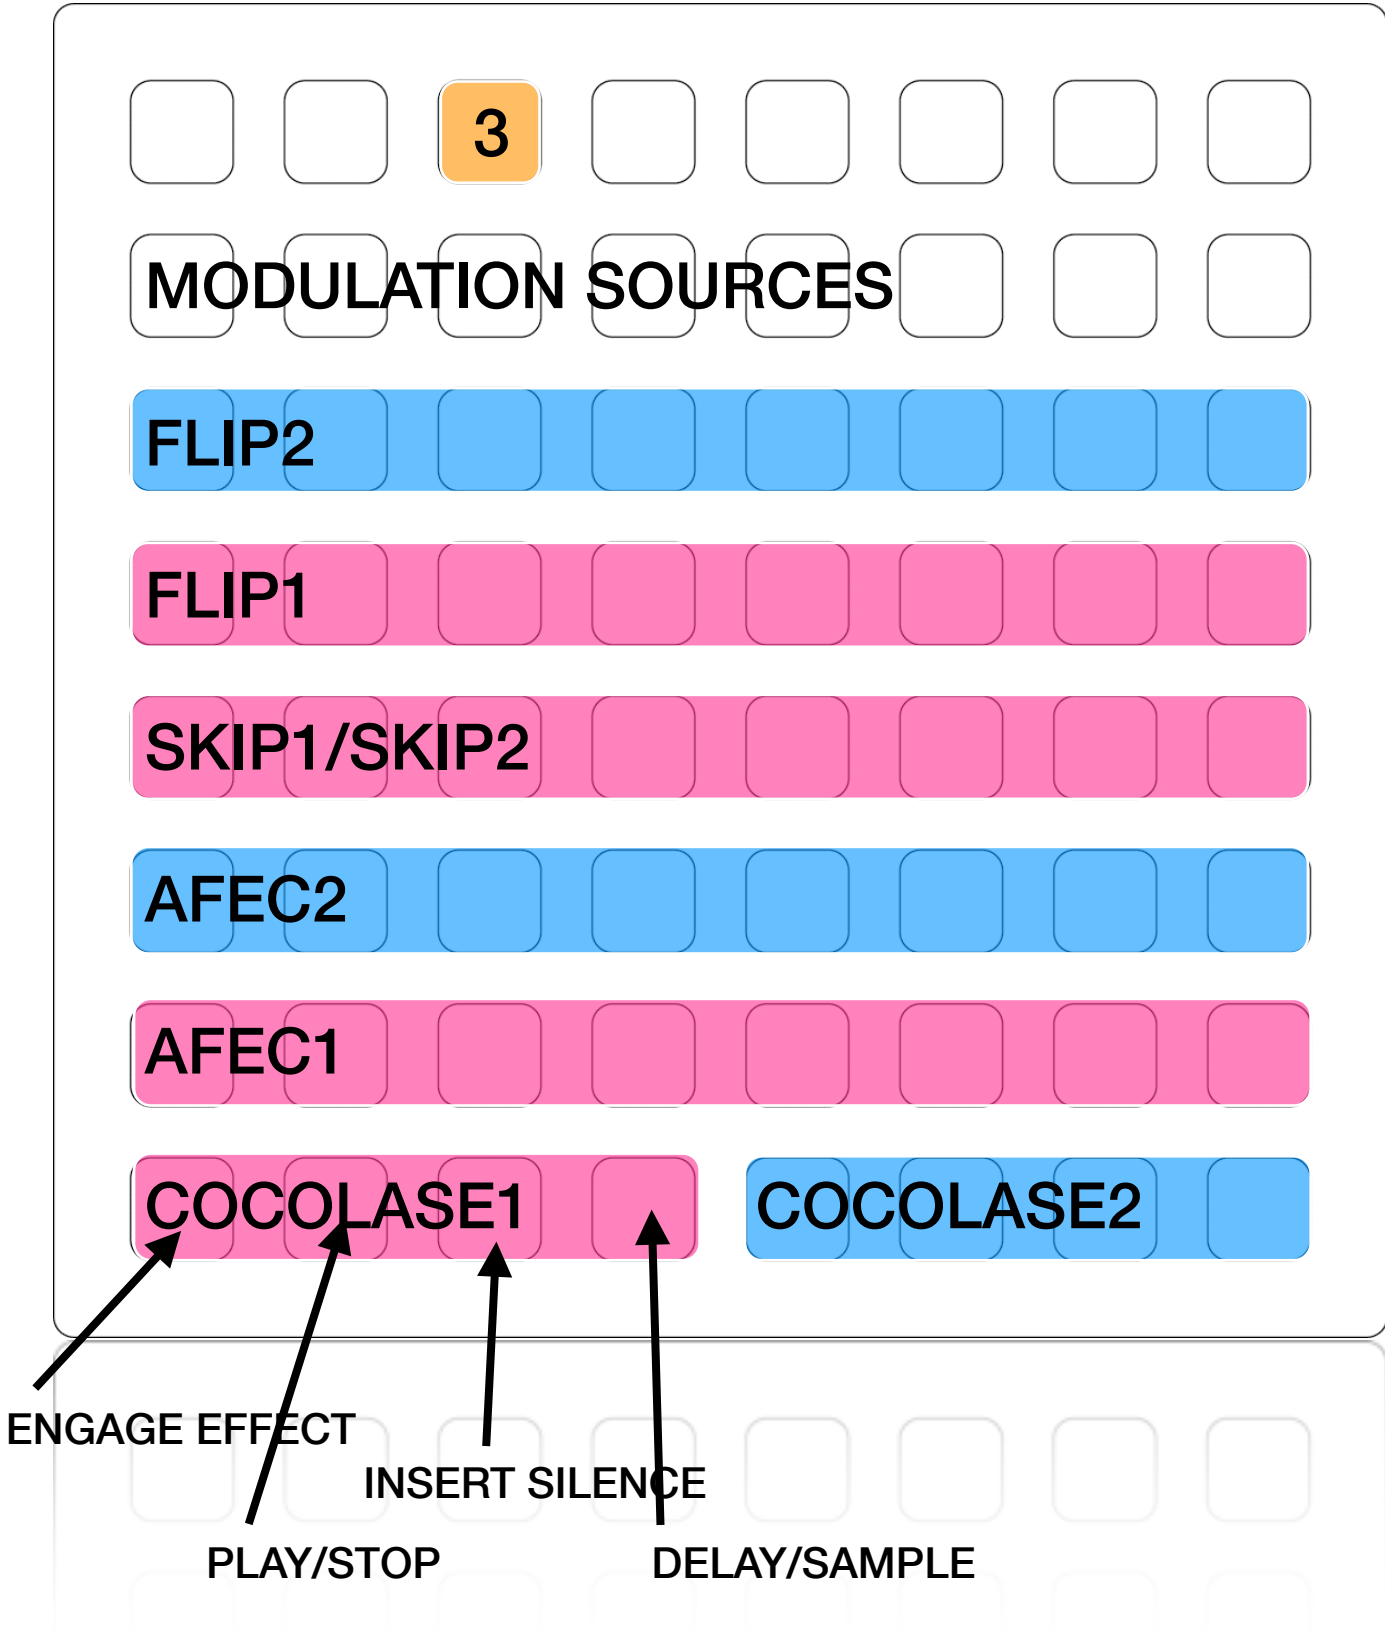 3
MODULATION SOURCES
FLIP2
FLIP1
SKIP1/SKIP2
AFEC2
AFEC1
COCOLASE1
COCOLASE2
ENGAGE EFFECT
INSERT SILENCE
PLAY/STOP
DELAY/SAMPLE